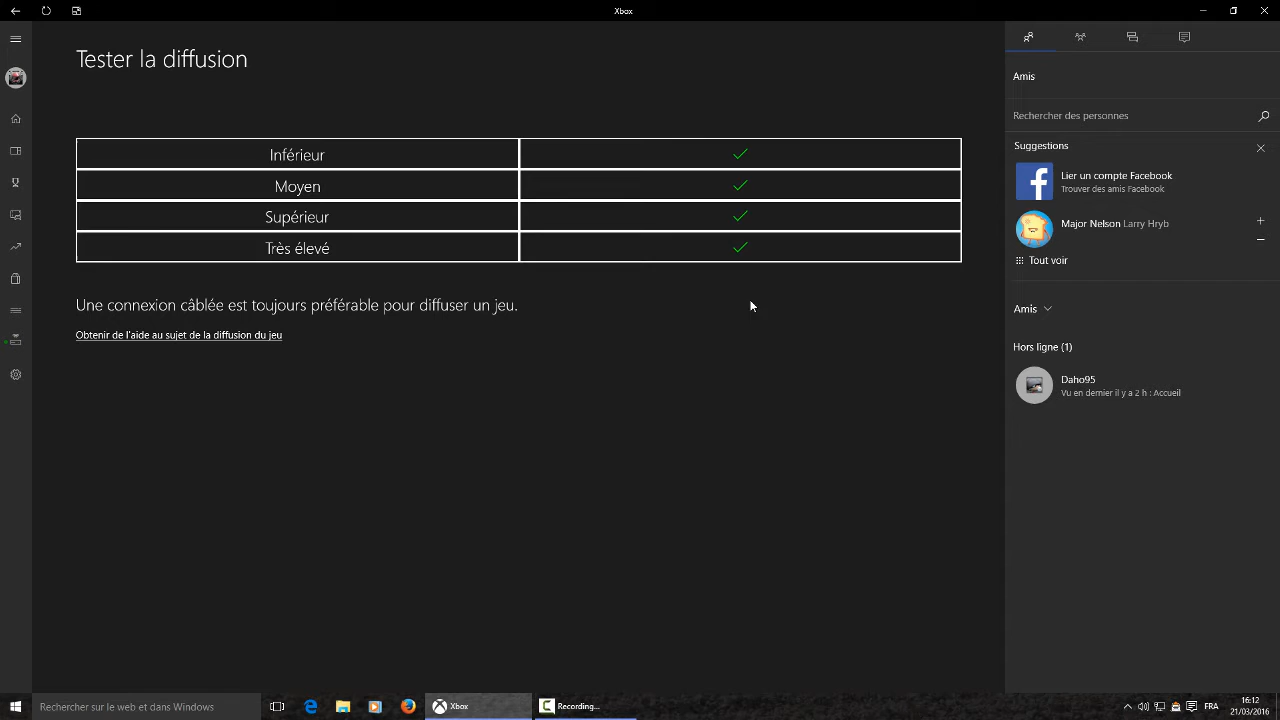 Xbox
Tester la diffusion
Inférieur
Moyen
Supérieur
Très élevé
Une connexion câblée est toujours préférable pour diffuser un jeu.
Obtenir de l'aide au sujet de la diffusion du jeu
Amis
Rechercher des personnes
Suggestions
Lier un compte Facebook
Trouver des amis Facebook
Major Nelson Larry Hryb
Tout voir
Amis
Hors ligne (1)
Daho95
Vu en dernier il y a 2 h : Accueil
Rechercher sur le web et dans Windows
Xbox
Recording...
FRA
16:12
21/03/2016